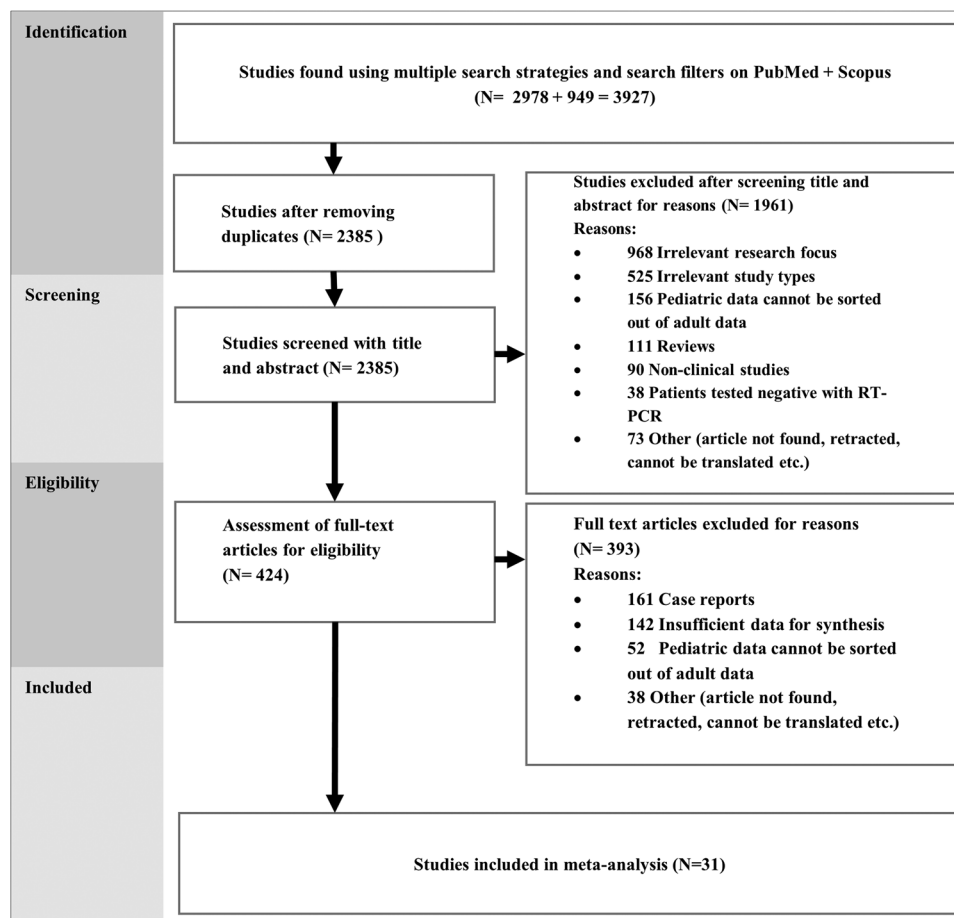 Identification
Studies found using multiple search strategies and search filters on PubMed + Scopus
(N=  2978 + 949 = 3927)
Studies after removing
duplicates (N= 2385 )
Screening
Studies screened with title
and abstract (N= 2385)
Studies excluded after screening title and
abstract for reasons (N= 1961)
Reasons:
• 968 Irrelevant research focus
• 525 Irrelevant study types
• 156 Pediatric data cannot be sorted
out of adult data
• 111 Reviews
• 90 Non-clinical studies
• 38 Patients tested negative with RT-
PCR
• 73 Other (article not found, retracted,
cannot be translated etc.)
Eligibility
Assessment of full-text
articles for eligibility
(N= 424)
Full text articles excluded for reasons
(N= 393)
Reasons:
• 161 Case reports
• 142 Insufficient data for synthesis
• 52   Pediatric data cannot be sorted
out of adult data
• 38 Other (article not found,
retracted, cannot be translated etc.)
Included
Studies included in meta-analysis (N=31)